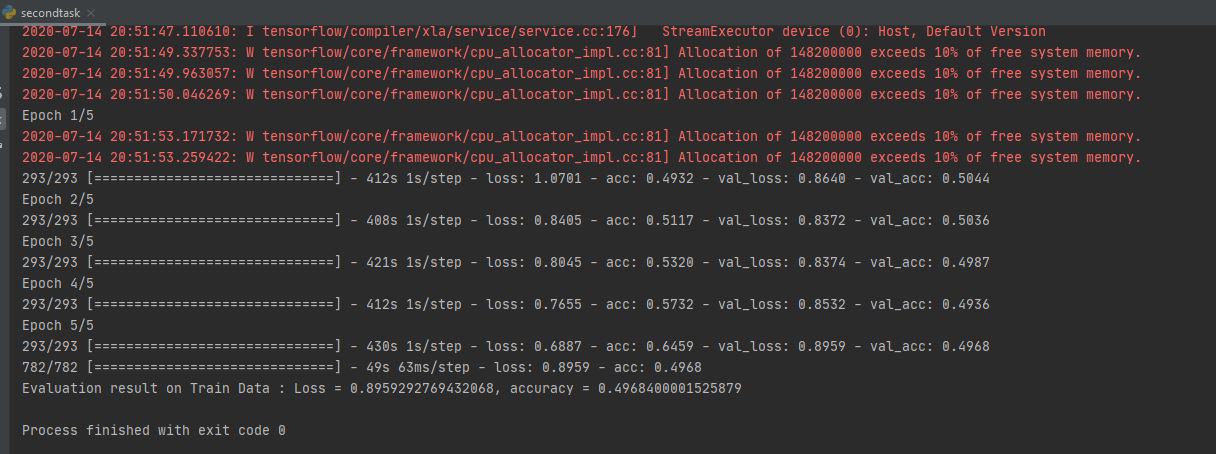 secondtask
2020-07-14 20:51:47.110610: I tensorflow/compiler/xla/service/service.cc:176]   StreamExecutor device (0): Host, Default Version
2020-07-14 20:51:49.337753: W tensorflow/core/framework/cpu_allocator_impl.cc:81] Allocation of 148200000 exceeds 10% of free system memory.
2020-07-14 20:51:49.963057: W tensorflow/core/framework/cpu_allocator_impl.cc:81] Allocation of 148200000 exceeds 10% of free system memory.
2020-07-14 20:51:50.046269: W tensorflow/core/framework/cpu_allocator_impl.cc:81] Allocation of 148200000 exceeds 10% of free system memory.
Epoch 1/5
2020-07-14 20:51:53.171732: W tensorflow/core/framework/cpu_allocator_impl.cc:81] Allocation of 148200000 exceeds 10% of free system memory.
2020-07-14 20:51:53.259422: W tensorflow/core/framework/cpu_allocator_impl.cc:81] Allocation of 148200000 exceeds 10% of free system memory.
293/293 [==============================] - 412s 1s/step - loss: 1.0701 - acc: 0.4932 - val_loss: 0.8640 - val_acc: 0.5044
Epoch 2/5
293/293 [==============================] - 408s 1s/step - loss: 0.8405 - acc: 0.5117 - val_loss: 0.8372 - val_acc: 0.5036
Epoch 3/5
293/293 [==============================] - 421s 1s/step - loss: 0.8045 - acc: 0.5320 - val_loss: 0.8374 - val_acc: 0.4987
Epoch 4/5
293/293 [==============================] - 412s 1s/step - loss: 0.7655 - acc: 0.5732 - val_loss: 0.8532 - val_acc: 0.4936
Epoch 5/5
293/293 [==============================] - 430s 1s/step - loss: 0.6887 - acc: 0.6459 - val_loss: 0.8959 - val_acc: 0.4968
782/782 [==============================] - 49s 63ms/step - loss: 0.8959 - acc: 0.4968
Evaluation result on Train Data : Loss = 0.8959292769432068, accuracy = 0.4968400001525879
Process finished with exit code 0